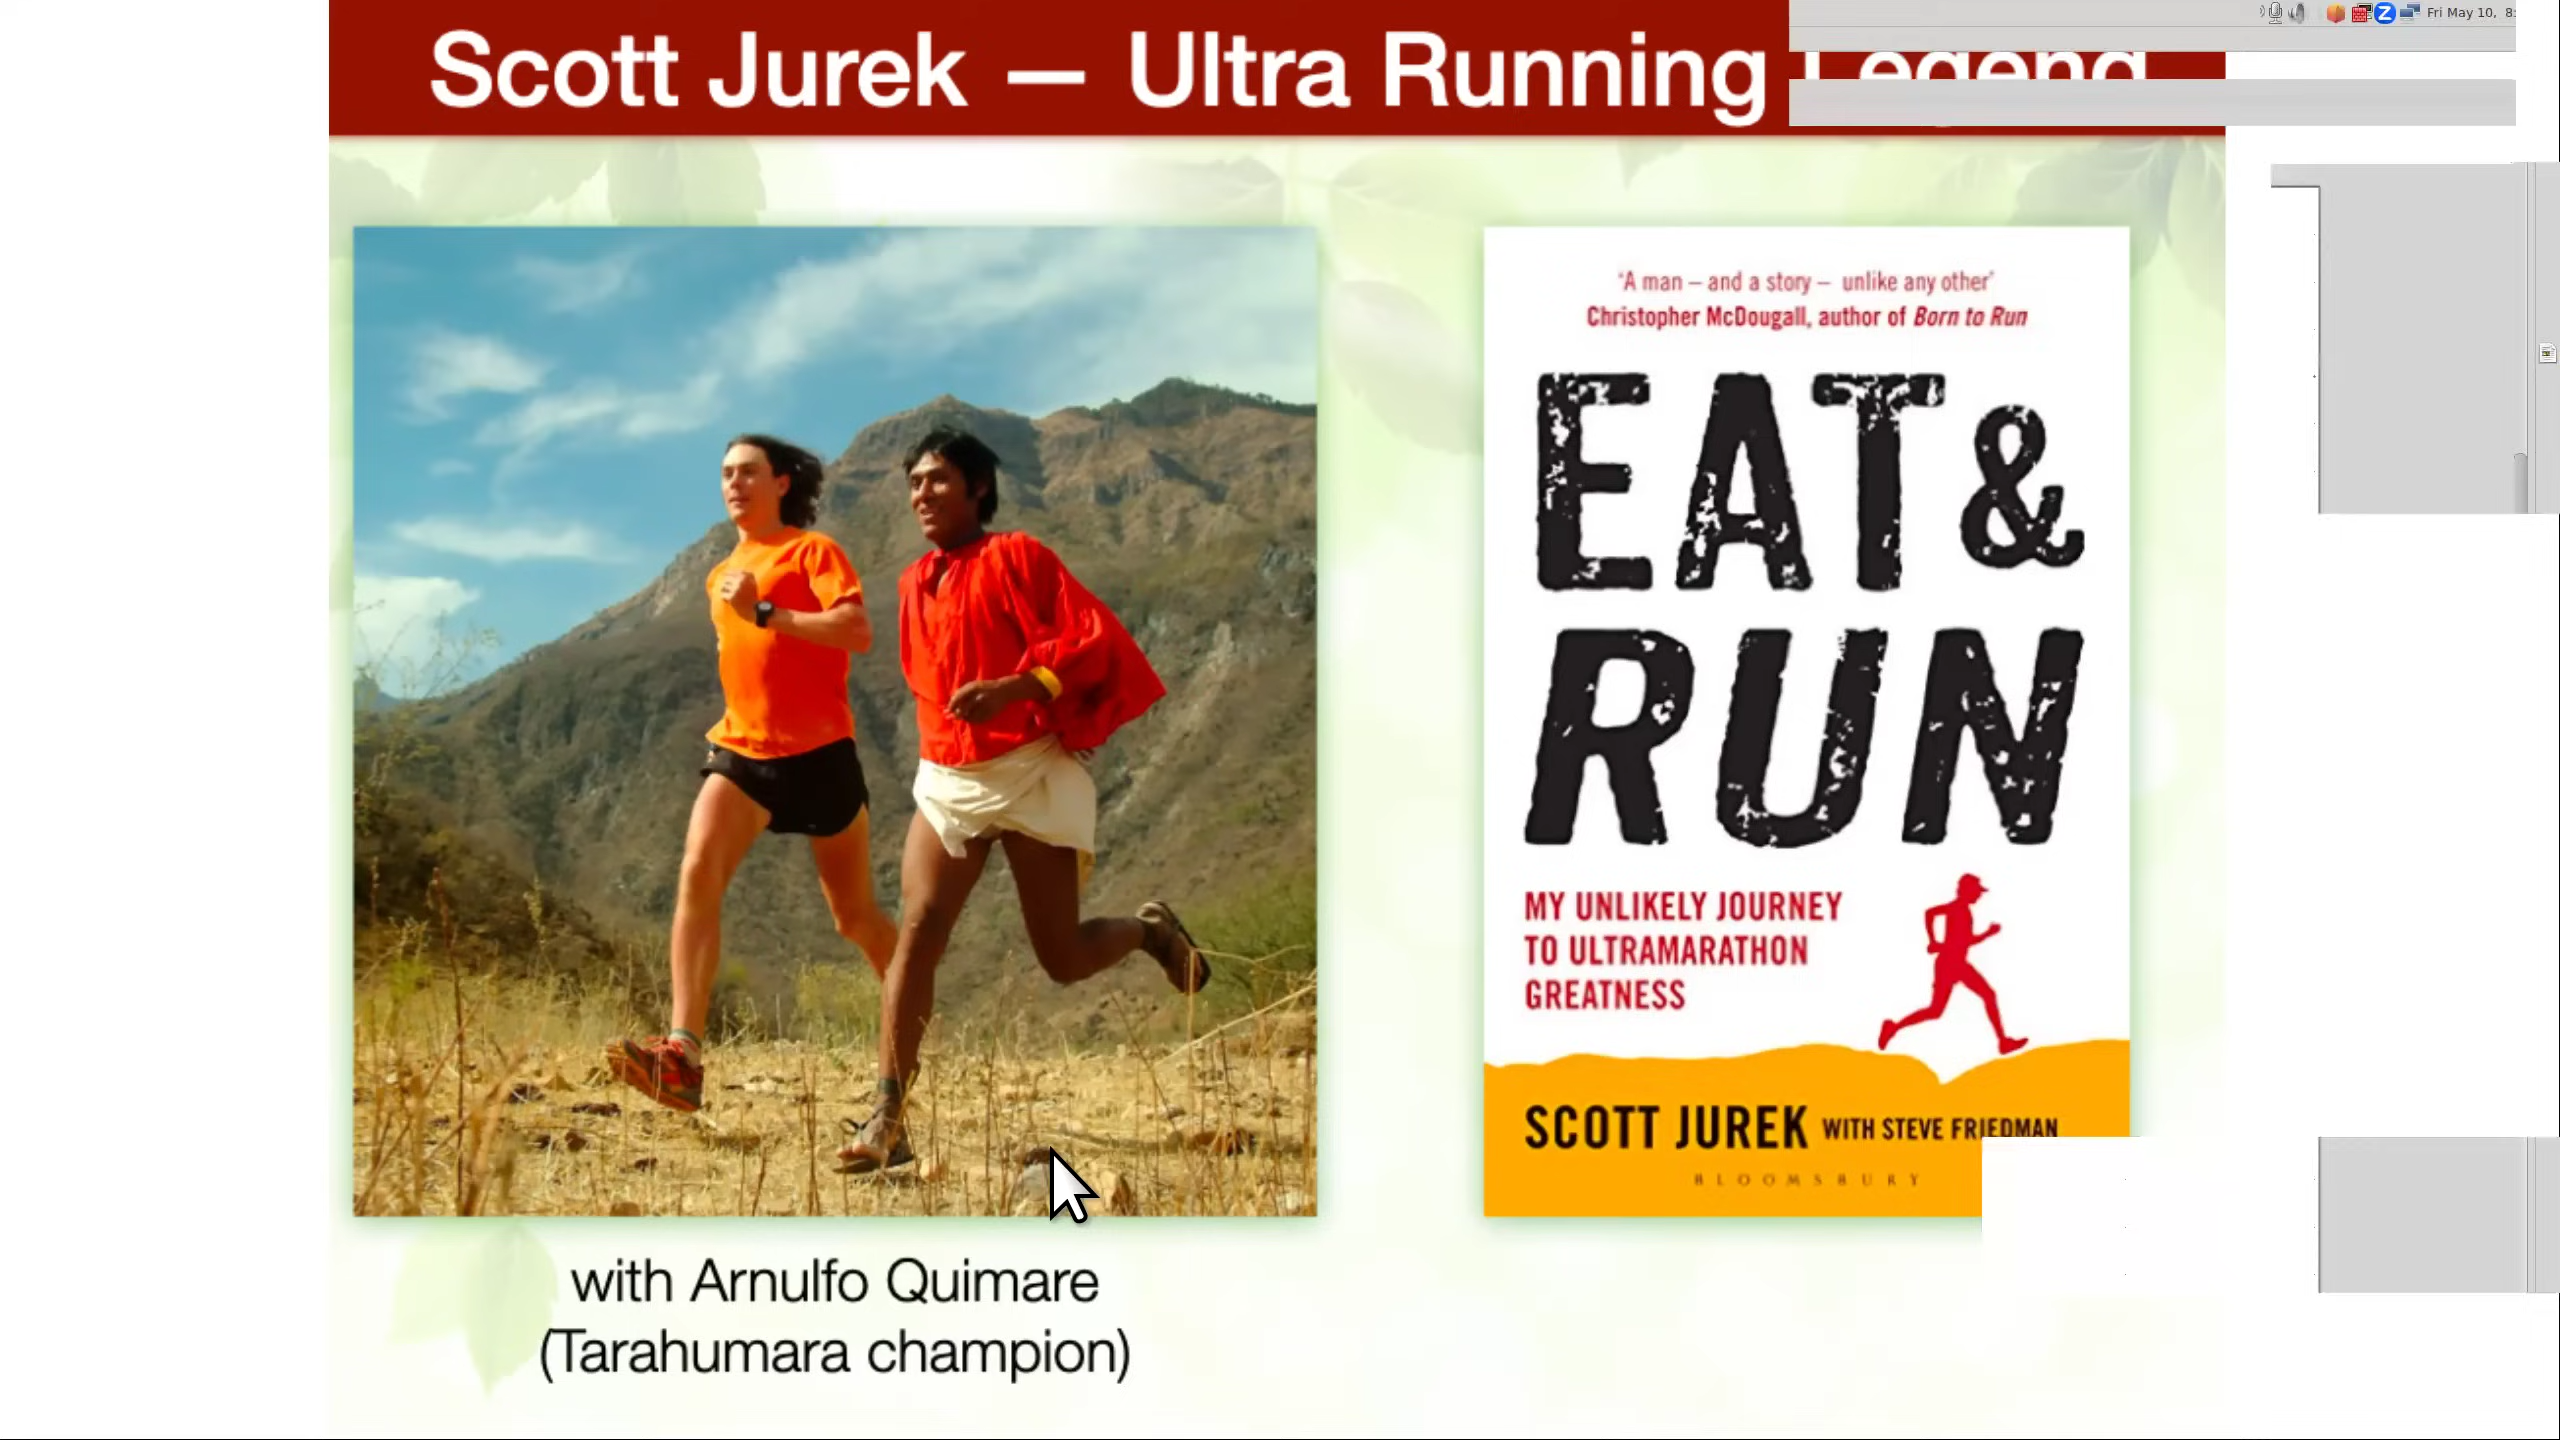 Scott Jurek — Ultra Running Legend
Fri May 10, 8:
'A man – and a story – unlike any other'
Christopher McDougall, author of Born to Run
EAT &
RUN
MY UNLIKELY JOURNEY
TO ULTRAMARATHON
GREATNESS
SCOTT JUREK WITH STEVE FRIEDMAN
BLOOMSBURY
with Arnulfo Quimare
(Tarahumara champion)